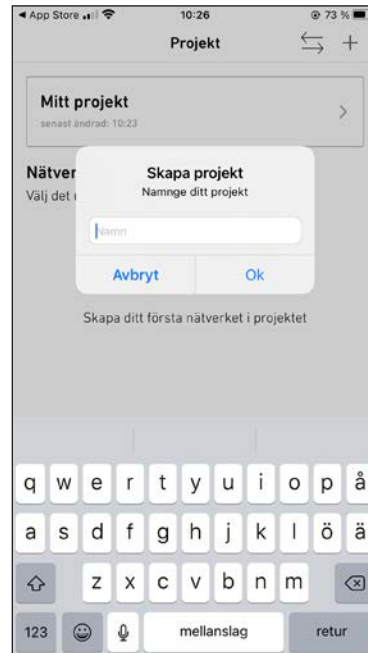 App Store 10:26 73 %
Projekt
Mitt projekt
senast ändrad: 10:23
Nätver
Välj det
Skapa projekt
Namnge ditt projekt
Namn
Avbryt Ok
Skapa ditt första nätverket i projektet
q w e r t y u i o p å
a s d f g h j k l ö ä
z x c v b n m
123 mellanslag retur